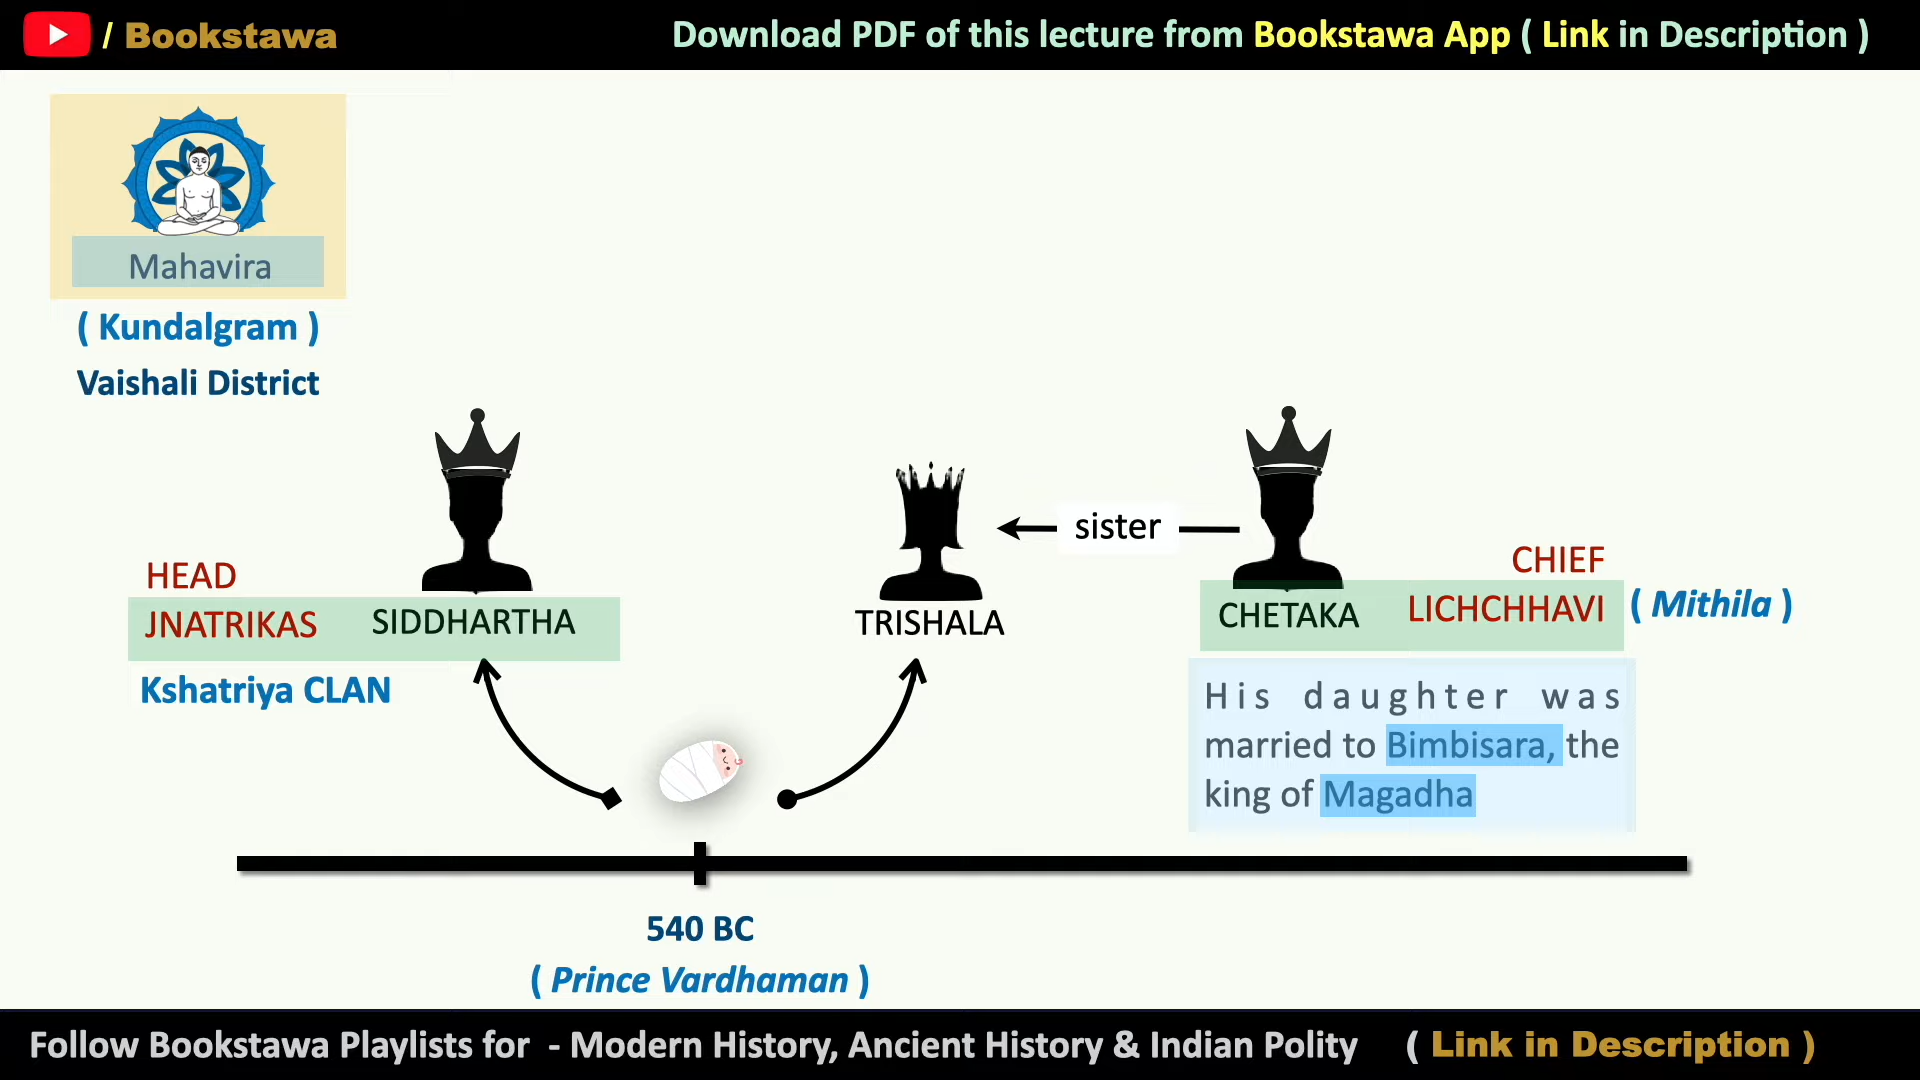 / Bookstawa
Download PDF of this lecture from Bookstawa App ( Link in Description )
Mahavira
( Kundalgram )
Vaishali District
HEAD
JNATRIKAS
SIDDHARTHA
Kshatriya CLAN
TRISHALA
sister
CHIEF
CHETAKA
LICHCHHAVI
( Mithila )
His daughter was
married to Bimbisara, the
king of Magadha
540 BC
( Prince Vardhaman )
Follow Bookstawa Playlists for - Modern History, Ancient History & Indian Polity ( Link in Description )